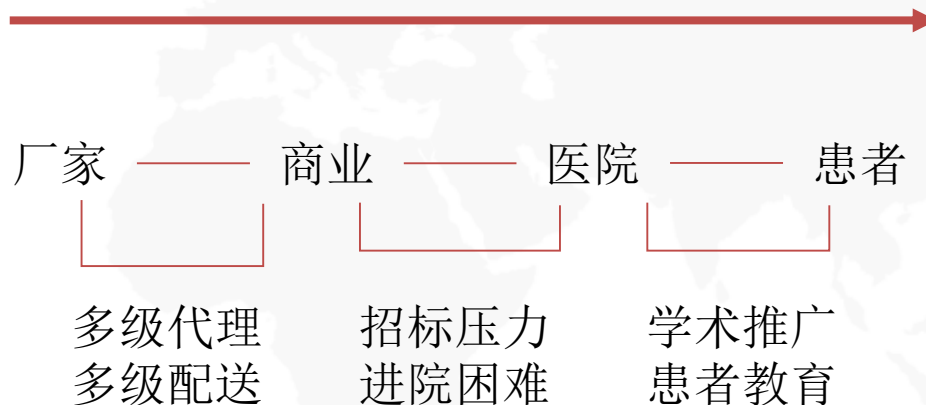 厂家 商业 医院 患者
多级代理 招标压力 学术推广
多级配送 进院困难 患者教育